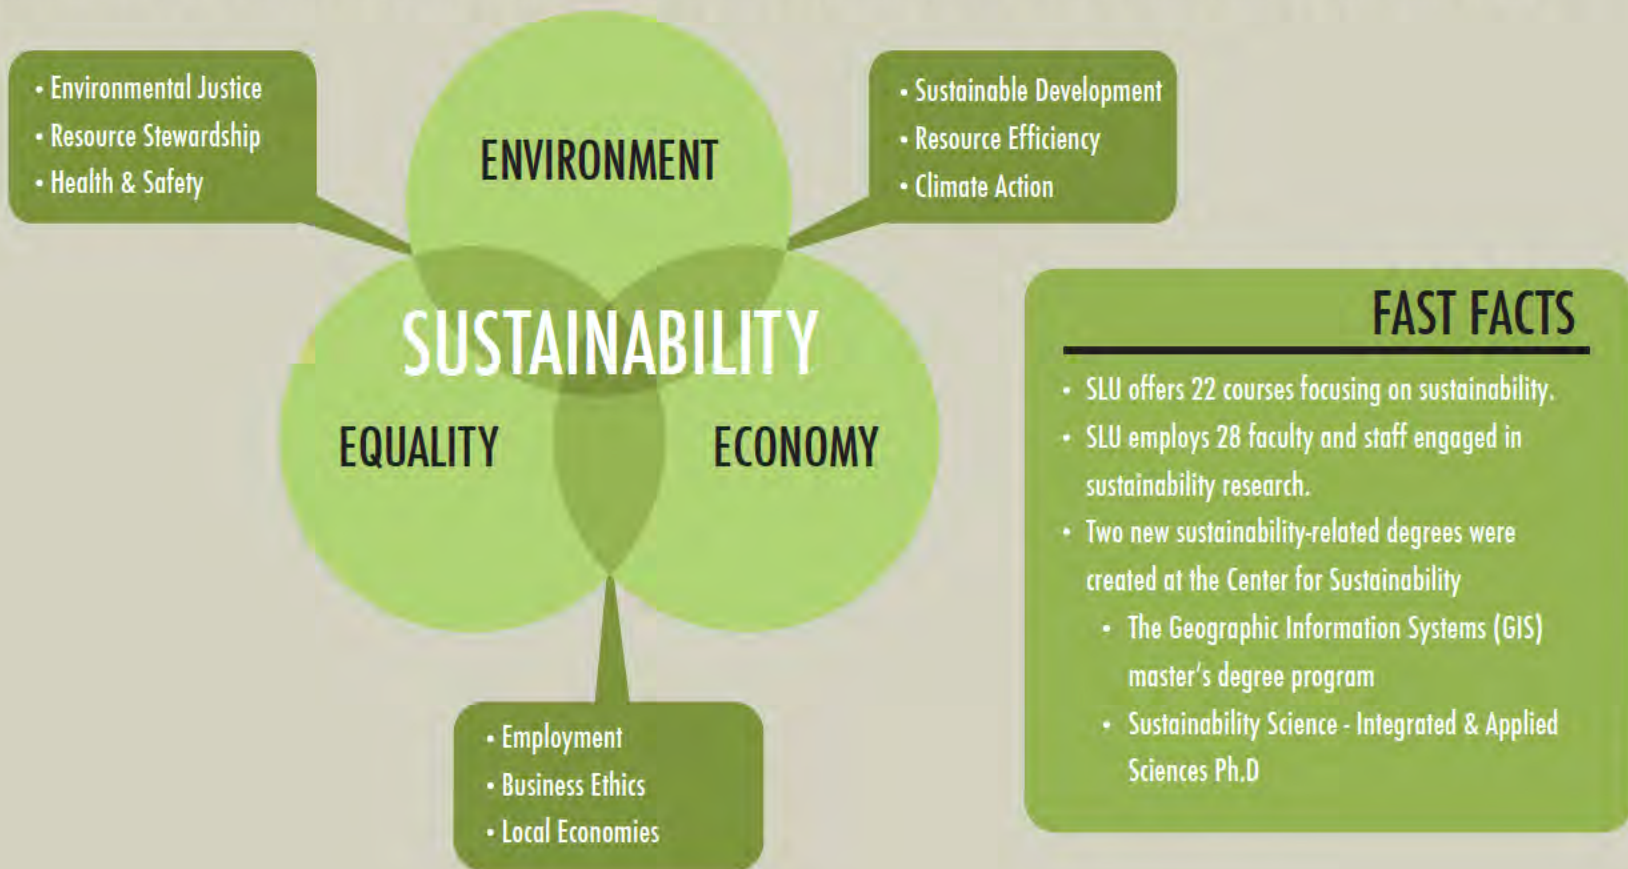 • Environmental Justice
• Resource Stewardship
• Health & Safety
ENVIRONMENT
• Sustainable Development
• Resource Efficiency
• Climate Action
SUSTAINABILITY
EQUALITY
ECONOMY
• Employment
• Business Ethics
• Local Economies
FAST FACTS
• SLU offers 22 courses focusing on sustainability.
• SLU employs 28 faculty and staff engaged in
sustainability research.
• Two new sustainability-related degrees were
created at the Center for Sustainability
• The Geographic Information Systems (GIS)
master's degree program
• Sustainability Science - Integrated & Applied
Sciences Ph.D